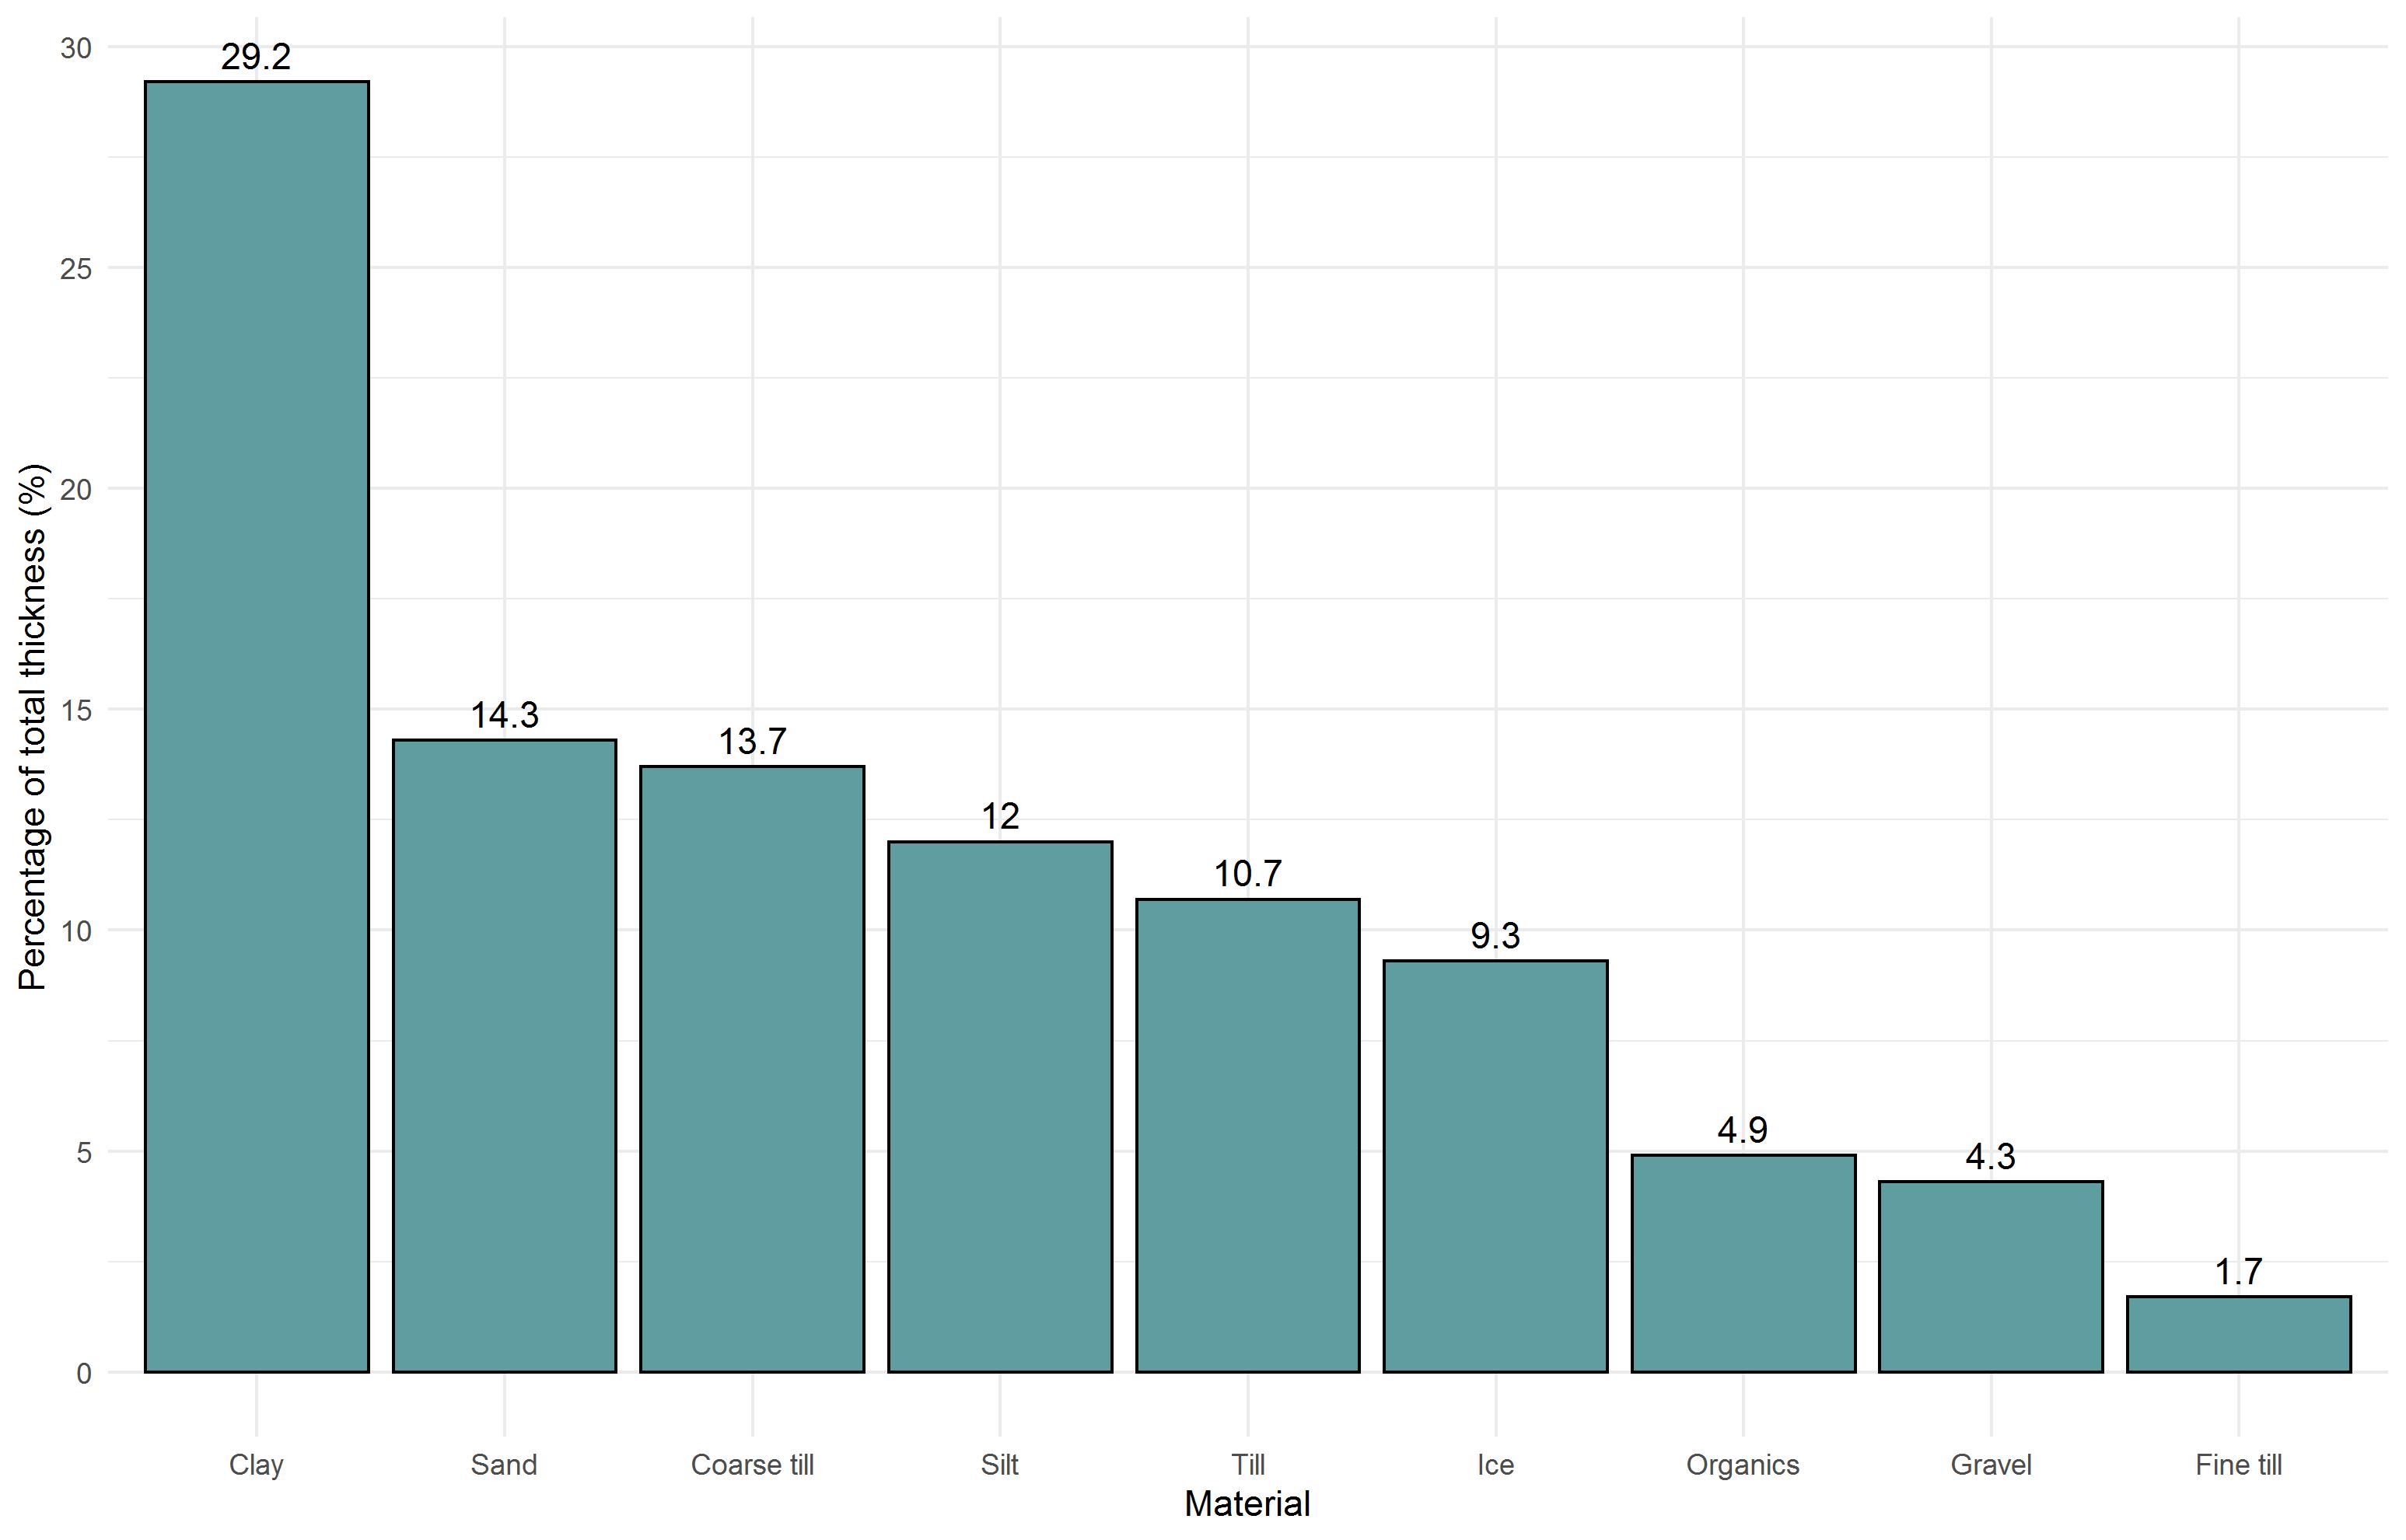 Percentage of total thickness (%)
30
25
20
15
10
5
0
29.2
14.3
13.7
12
10.7
9.3
4.9
4.3
1.7
Clay
Sand
Coarse till
Silt
Till
Ice
Organics
Gravel
Fine till
Material